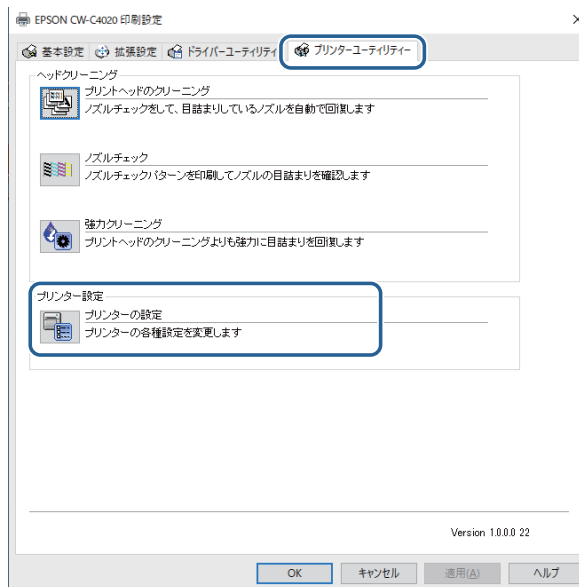 EPSON CW-C4020 印刷設定
基本設定 拡張設定 ドライバーユーティリティ プリンターユーティリティー
ヘッドクリーニング
プリントヘッドのクリーニング
ノズルチェックをして、目詰まりしているノズルを自動で回復します
ノズルチェック
ノズルチェックパターンを印刷してノズルの目詰まりを確認します
強力クリーニング
プリントヘッドのクリーニングよりも強力に目詰まりを回復します
プリンター設定
プリンターの設定
プリンターの各種設定を変更します
Version 1.0.0.0 22
OK キャンセル 適用(A) ヘルプ